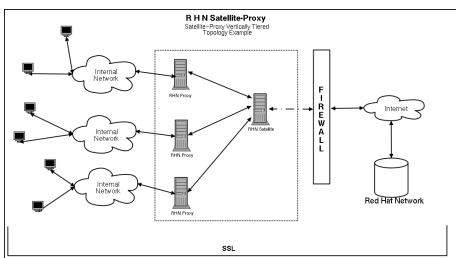 R H N Satellite-Proxy
Satellite-Proxy Vertically Tiered
Topology Example
Internal
Network
RHN Proxy
Internal
Network
RHN Proxy
Internal
Network
RHN Proxy
RHN Satellite
F
I
R
E
W
A
L
L
Internet
Red Hat Network
SSL